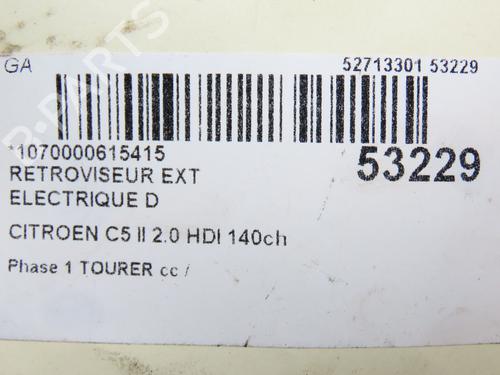 GA
52713301 53229
*1070000615415
53229
RETROVISEUR EXT
ELECTRIQUE D
CITROEN C5 II 2.0 HDI 140ch
Phase 1 TOURER cc /
B-PARTS